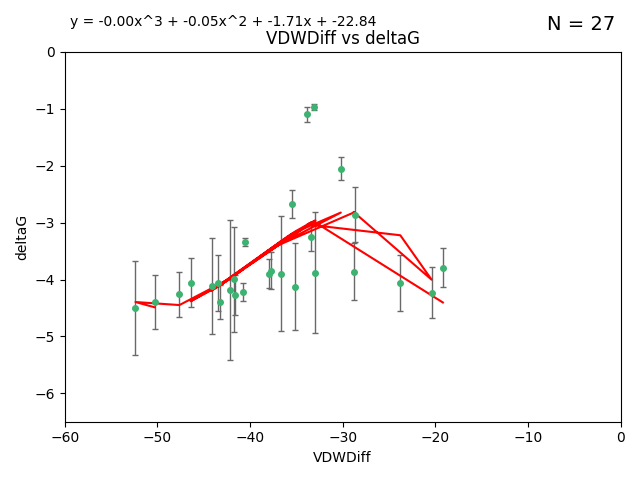 y = -0.00x^3 + -0.05x^2 + -1.71x + -22.84
N = 27
VDWDiff vs deltaG
0
−1
−2
−3
−4
−5
−6
deltaG
−60 −50 −40 −30 −20 −10 0
VDWDiff